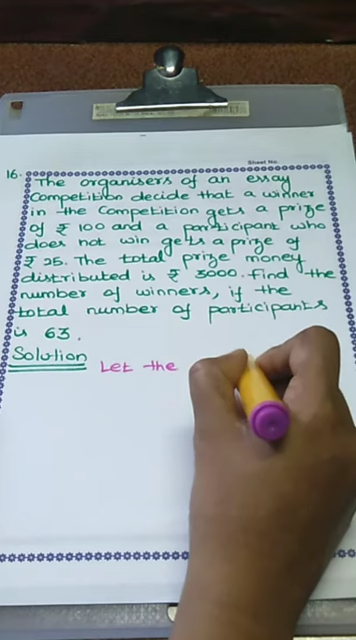 Sheet No.
16. The organisers of an essay
Competition decide that a winner
in the Competition gets a prize
of ₹ 100 and a participant who
does not win gets a prize of
₹ 25. The total prize money
distributed is ₹ 3000. Find the
number of winners, if the
total number of participants
is 63.
Solution Let the